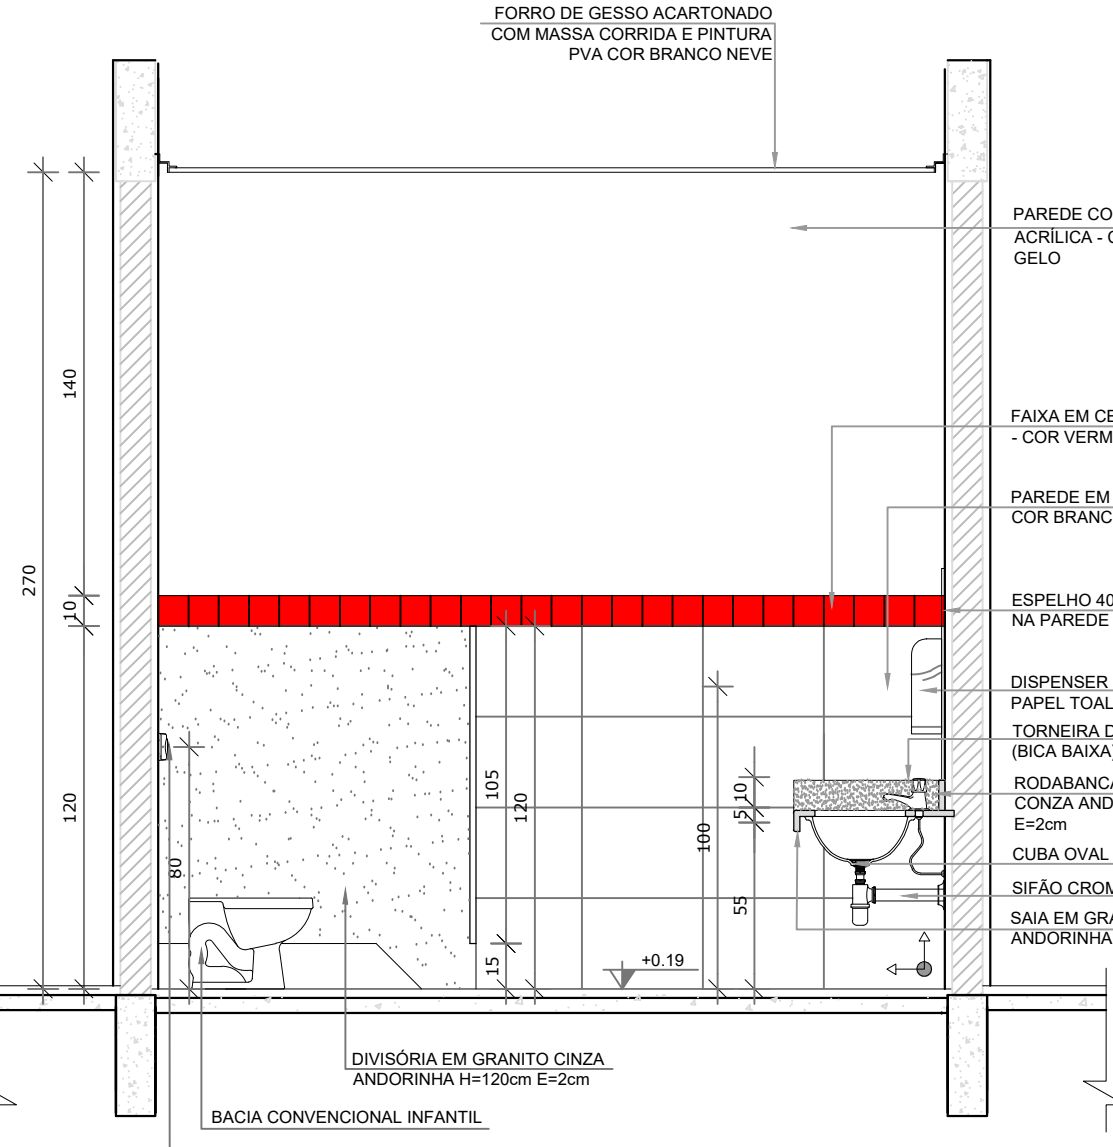 FORRO DE GESSO ACARTONADO
COM MASSA CORRIDA E PINTURA
PVA COR BRANCO NEVE
PAREDE CO
ACRÍLICA - C
GELO
140
FAIXA EM CE
- COR VERM
PAREDE EM
COR BRANC
270
10
ESPELHO 40
NA PAREDE
DISPENSER
PAPEL TOAL
TORNEIRA D
(BICA BAIXA)
RODABANCA
CONZA AND
E=2cm
CUBA OVAL
SIFÃO CROM
SAIA EM GRA
ANDORINHA
120
80
105
120
15
100
10
5
55
+0.19
DIVISÓRIA EM GRANITO CINZA
ANDORINHA H=120cm E=2cm
BACIA CONVENCIONAL INFANTIL